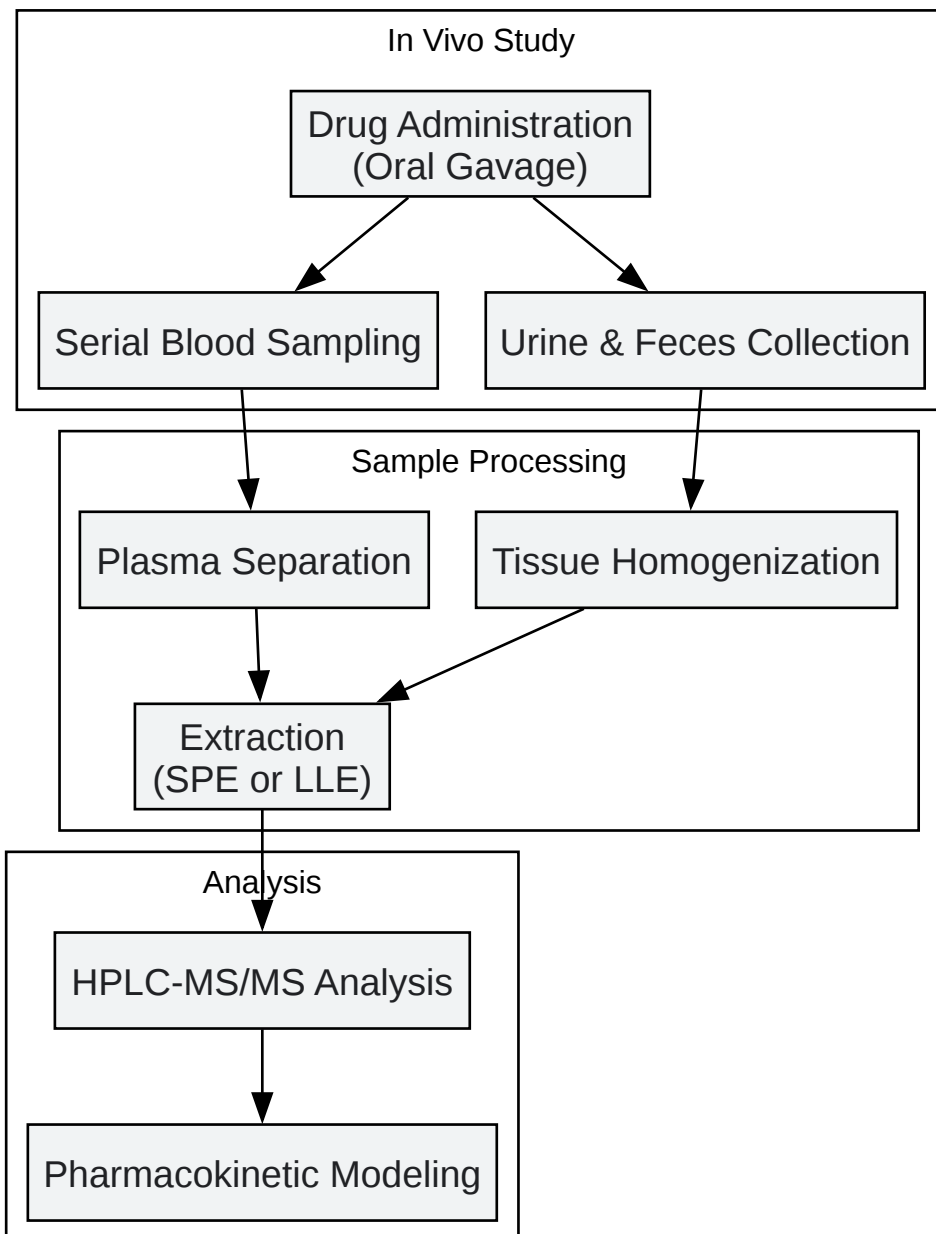 In Vivo Study
Drug Administration
(Oral Gavage)
Serial Blood Sampling
Urine & Feces Collection
Sample Processing
Plasma Separation
Tissue Homogenization
Extraction
(SPE or LLE)
Analysis
HPLC-MS/MS Analysis
Pharmacokinetic Modeling